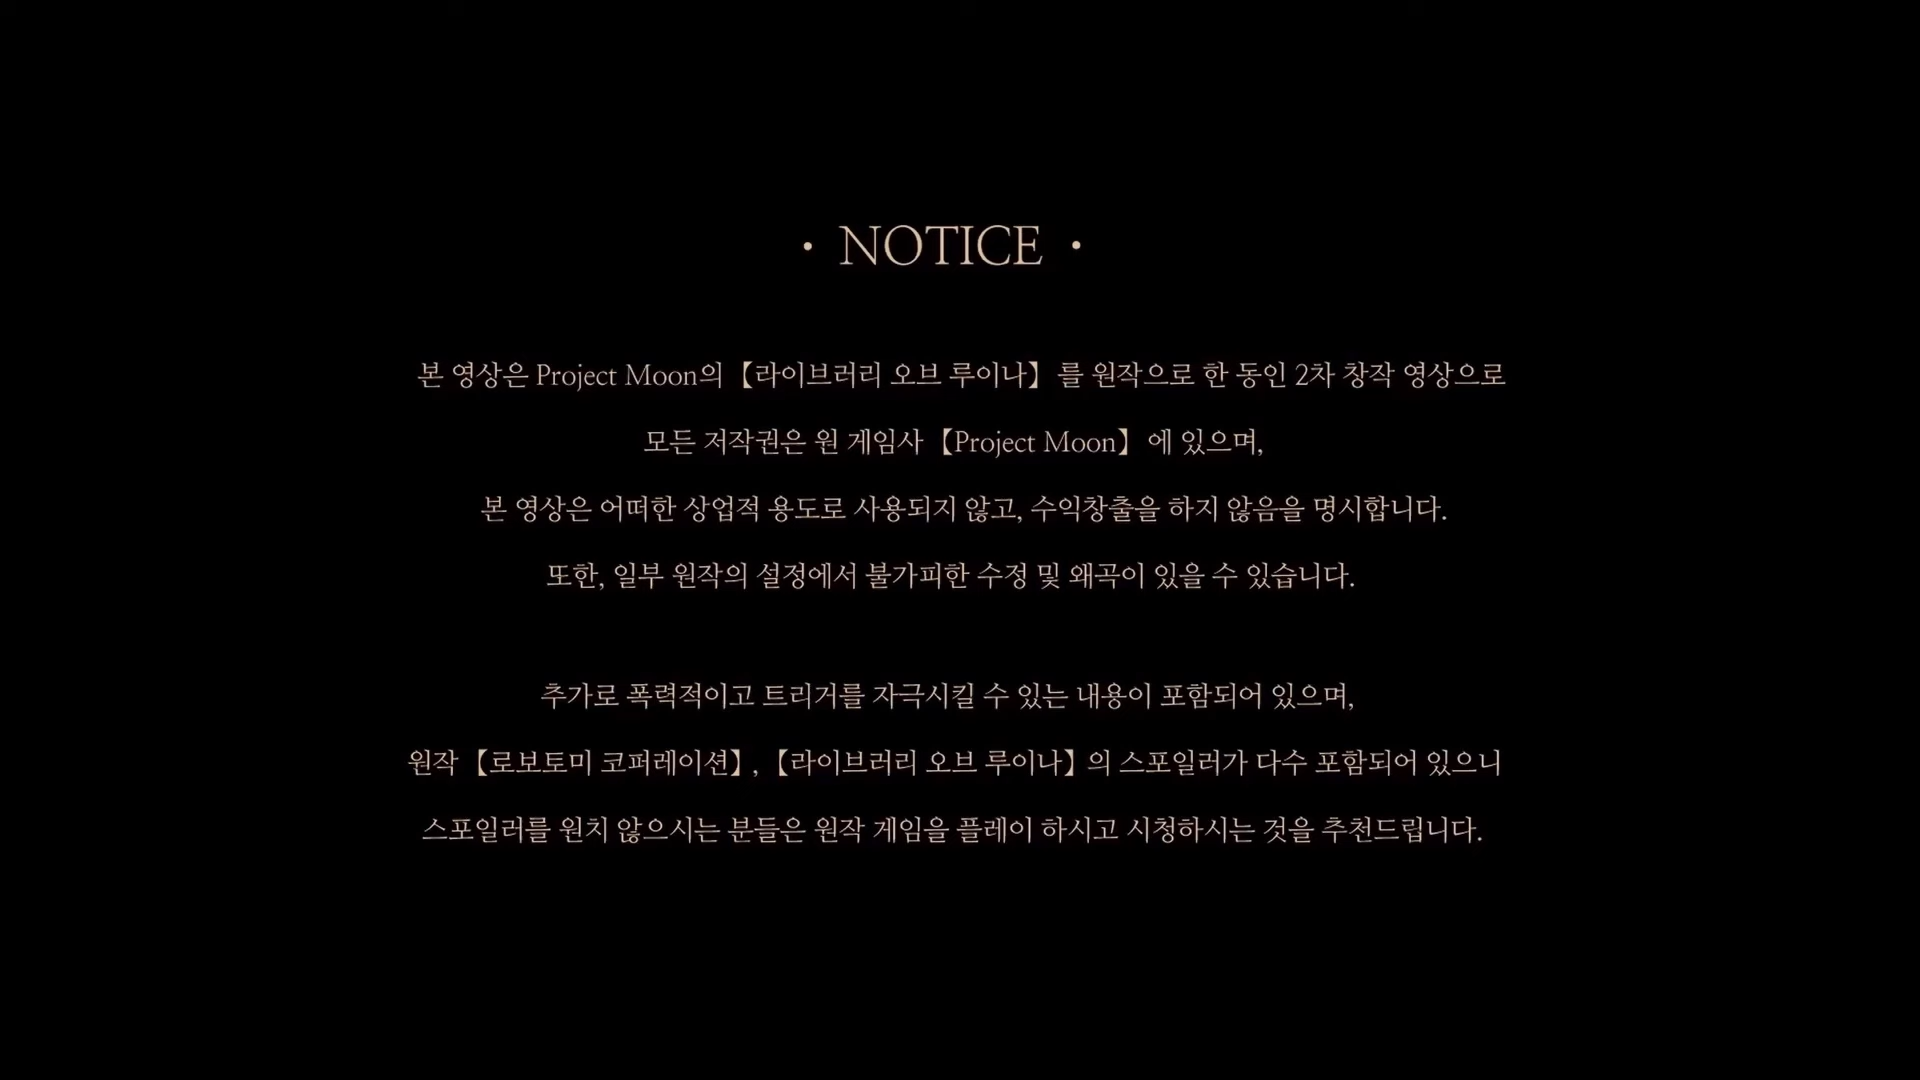 · NOTICE ·
본 영상은 Project Moon의【라이브러리 오브 루이나】를 원작으로 한 동인 2차 창작 영상으로
모든 저작권은 원 게임사【Project Moon】에 있으며,
본 영상은 어떠한 상업적 용도로 사용되지 않고, 수익창출을 하지 않음을 명시합니다.
또한, 일부 원작의 설정에서 불가피한 수정 및 왜곡이 있을 수 있습니다.
추가로 폭력적이고 트리거를 자극시킬 수 있는 내용이 포함되어 있으며,
원작【로보토미 코퍼레이션】,【라이브러리 오브 루이나】의 스포일러가 다수 포함되어 있으니
스포일러를 원치 않으시는 분들은 원작 게임을 플레이 하시고 시청하시는 것을 추천드립니다.